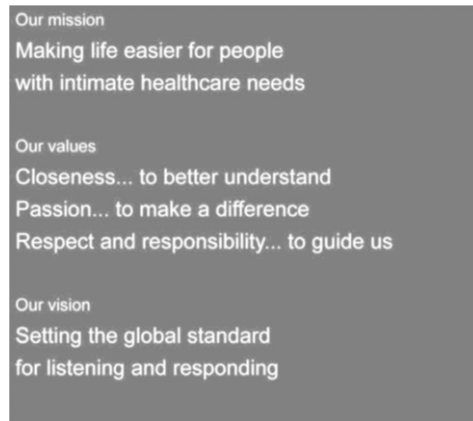 Our mission
Making life easier for people
with intimate healthcare needs
Our values
Closeness... to better understand
Passion... to make a difference
Respect and responsibility... to guide us
Our vision
Setting the global standard
for listening and responding